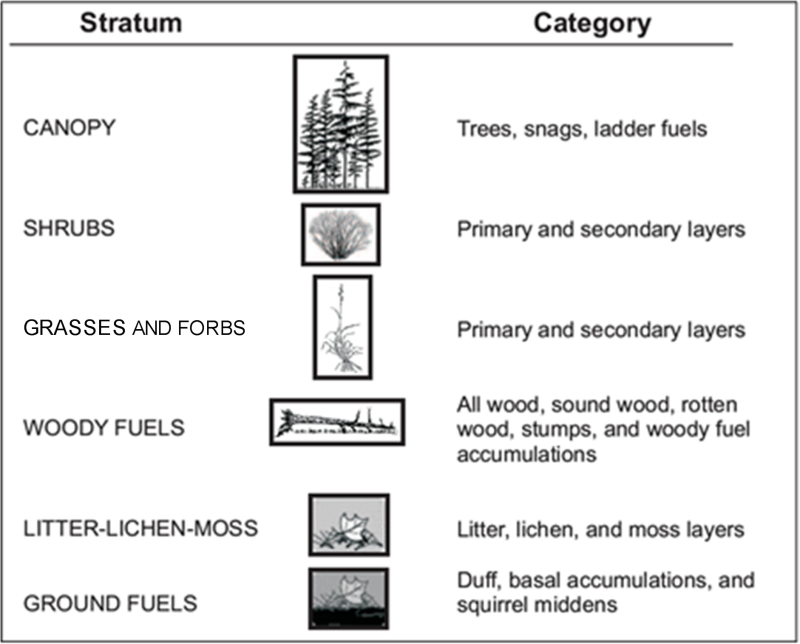 Stratum Category
CANOPY Trees, snags, ladder fuels
SHRUBS Primary and secondary layers
GRASSES AND FORBS Primary and secondary layers
WOODY FUELS All wood, sound wood, rotten
wood, stumps, and woody fuel
accumulations
LITTER-LICHEN-MOSS Litter, lichen, and moss layers
GROUND FUELS Duff, basal accumulations, and
squirrel middens